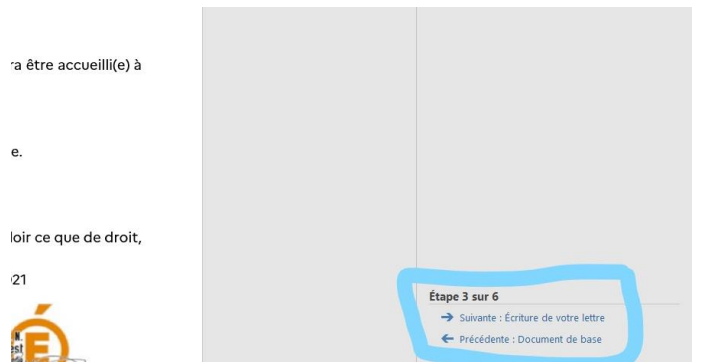 ra être accueilli(e) à
e.
loir ce que de droit,
021
Étape 3 sur 6
→ Suivante : Écriture de votre lettre
← Précédente : Document de base